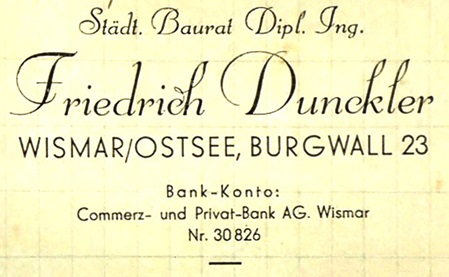 Städt. Baurat Dipl. Ing.
Friedrich Dunckler
WISMAR/OSTSEE, BURGWALL 23
Bank-Konto:
Commerz- und Privat-Bank AG. Wismar
Nr. 30826